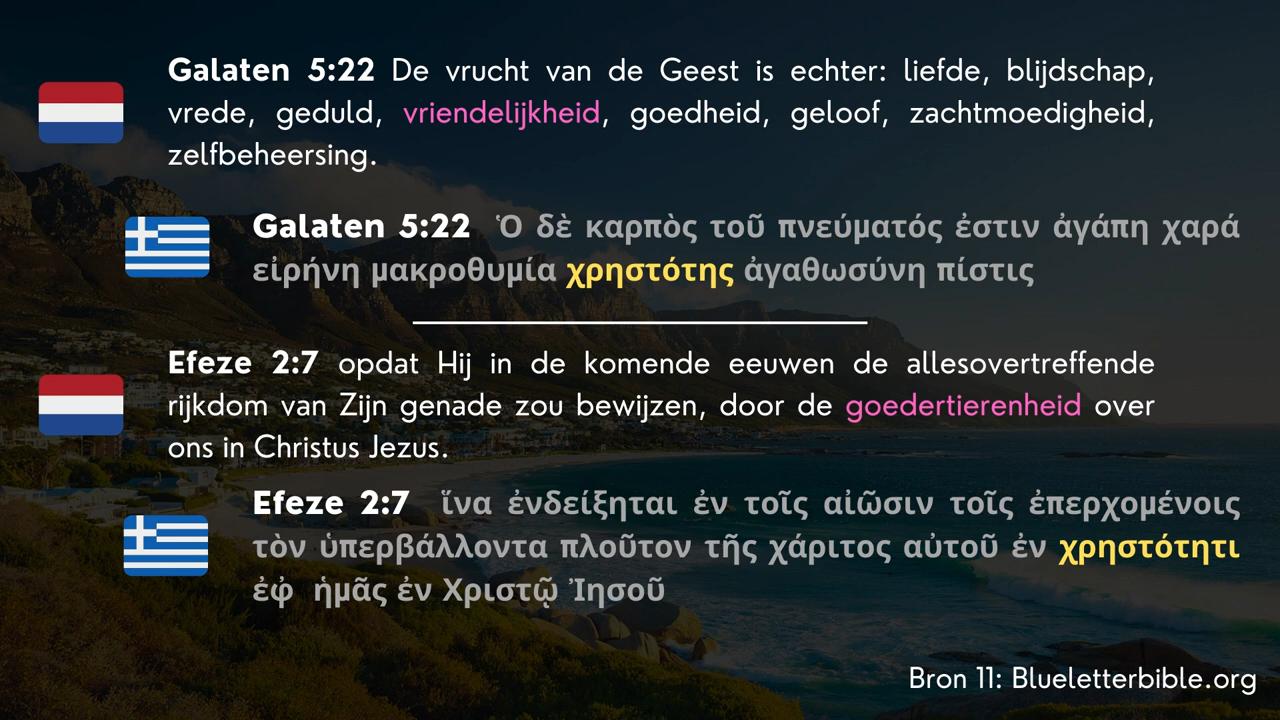 Galaten 5:22 De vrucht van de Geest is echter: liefde, blijdschap,
vrede, geduld, vriendelijkheid, goedheid, geloof, zachtmoedigheid,
zelfbeheersing.
Galaten 5:22 Ὁ δὲ καρπὸς τοῦ πνεύματός ἐστιν ἀγάπη χαρά
εἰρήνη μακροθυμία χρηστότης ἀγαθωσύνη πίστις
Efeze 2:7 opdat Hij in de komende eeuwen de allesovertreffende
rijkdom van Zijn genade zou bewijzen, door de goedertierenheid over
ons in Christus Jezus.
Efeze 2:7 ἵνα ἐνδείξηται ἐν τοῖς αἰῶσιν τοῖς ἐπερχομένοις
τὸν ὑπερβάλλοντα πλοῦτον τῆς χάριτος αὐτοῦ ἐν χρηστότητι
ἐφ ἡμᾶς ἐν Χριστῷ Ἰησοῦ
Bron 11: Blueletterbible.org